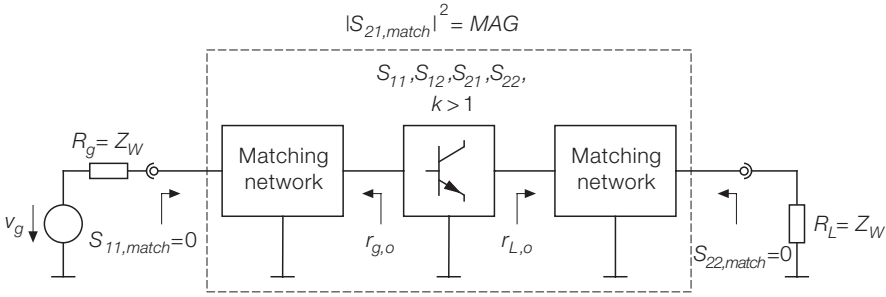 |S21,match|² = MAG
S11, S12, S21, S22,
k > 1
Rg = ZW
Matching
network
Matching
network
vg
S11,match=0
rg,o
rL,o
S22,match=0
RL = ZW